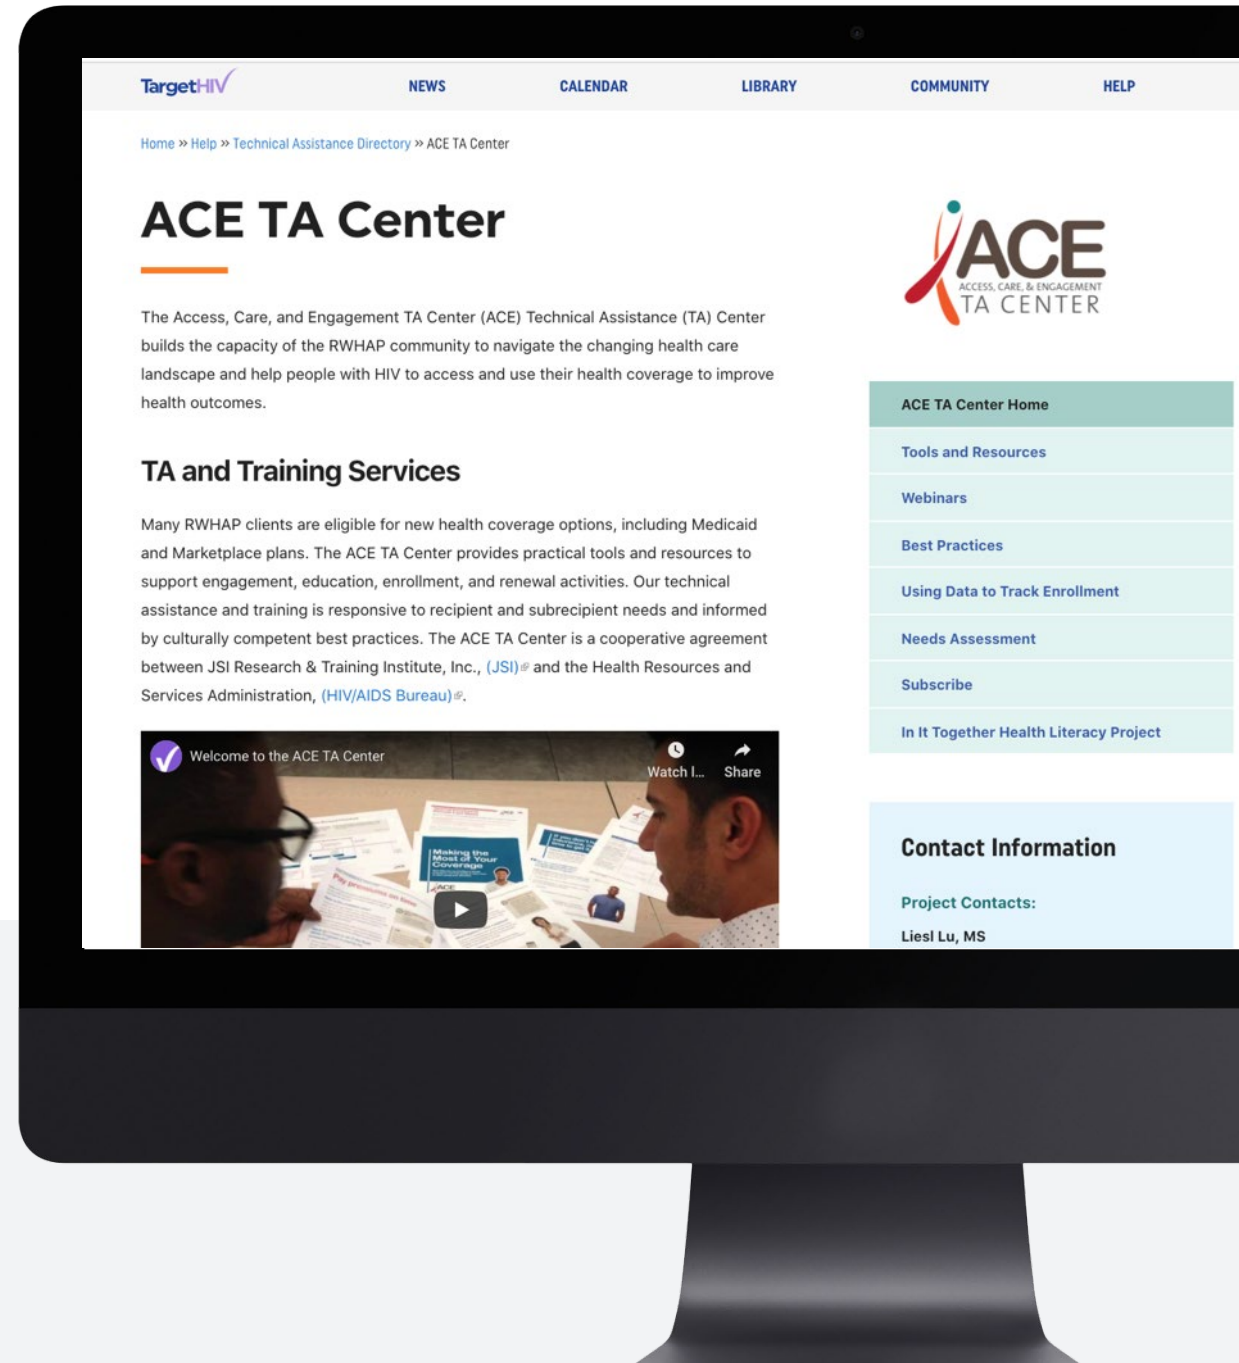 TargetHIV
NEWS
CALENDAR
LIBRARY
COMMUNITY
HELP
Home » Help » Technical Assistance Directory » ACE TA Center
ACE TA Center
The Access, Care, and Engagement TA Center (ACE) Technical Assistance (TA) Center
builds the capacity of the RWHAP community to navigate the changing health care
landscape and help people with HIV to access and use their health coverage to improve
health outcomes.
TA and Training Services
Many RWHAP clients are eligible for new health coverage options, including Medicaid
and Marketplace plans. The ACE TA Center provides practical tools and resources to
support engagement, education, enrollment, and renewal activities. Our technical
assistance and training is responsive to recipient and subrecipient needs and informed
by culturally competent best practices. The ACE TA Center is a cooperative agreement
between JSI Research & Training Institute, Inc., (JSI) and the Health Resources and
Services Administration, (HIV/AIDS Bureau).
Welcome to the ACE TA Center
Watch l...
Share
Making the
Most of Your
Coverage
ACE
Pay premiums on time
ACE
ACCESS, CARE, & ENGAGEMENT
TA CENTER
ACE TA Center Home
Tools and Resources
Webinars
Best Practices
Using Data to Track Enrollment
Needs Assessment
Subscribe
In It Together Health Literacy Project
Contact Information
Project Contacts:
Liesl Lu, MS